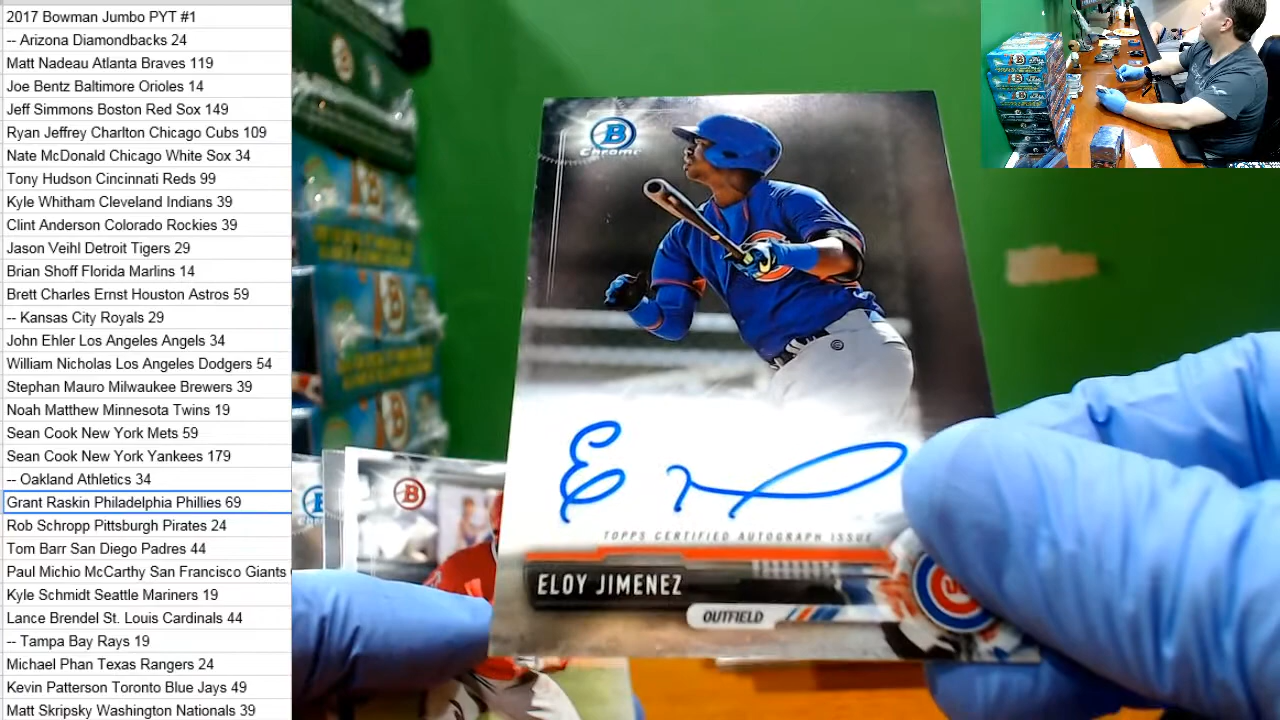 2017 Bowman Jumbo PYT #1
-- Arizona Diamondbacks 24
Matt Nadeau Atlanta Braves 119
Joe Bentz Baltimore Orioles 14
Jeff Simmons Boston Red Sox 149
Ryan Jeffrey Charlton Chicago Cubs 109
Nate McDonald Chicago White Sox 34
Tony Hudson Cincinnati Reds 99
Kyle Whitham Cleveland Indians 39
Clint Anderson Colorado Rockies 39
Jason Veihl Detroit Tigers 29
Brian Shoff Florida Marlins 14
Brett Charles Ernst Houston Astros 59
-- Kansas City Royals 29
John Ehler Los Angeles Angels 34
William Nicholas Los Angeles Dodgers 54
Stephan Mauro Milwaukee Brewers 39
Noah Matthew Minnesota Twins 19
Sean Cook New York Mets 59
Sean Cook New York Yankees 179
-- Oakland Athletics 34
Grant Raskin Philadelphia Phillies 69
Rob Schropp Pittsburgh Pirates 24
Tom Barr San Diego Padres 44
Paul Michio McCarthy San Francisco Giants
Kyle Schmidt Seattle Mariners 19
Lance Brendel St. Louis Cardinals 44
-- Tampa Bay Rays 19
Michael Phan Texas Rangers 24
Kevin Patterson Toronto Blue Jays 49
Matt Skripsky Washington Nationals 39
B
Chrome
TOPPS CERTIFIED AUTOGRAPH ISSUE
ELOY JIMENEZ
OUTFIELD
B